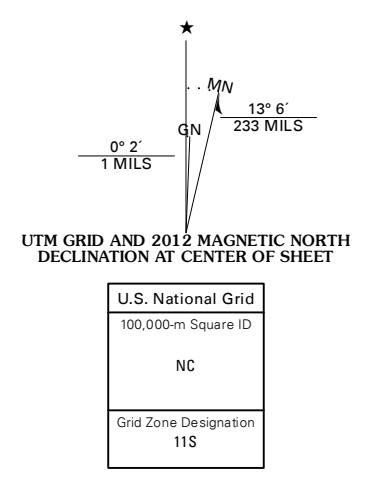 MN
13° 6´
233 MILS
GN
0° 2´
1 MILS
UTM GRID AND 2012 MAGNETIC NORTH
DECLINATION AT CENTER OF SHEET
U.S. National Grid
100,000-m Square ID
NC
Grid Zone Designation
11S